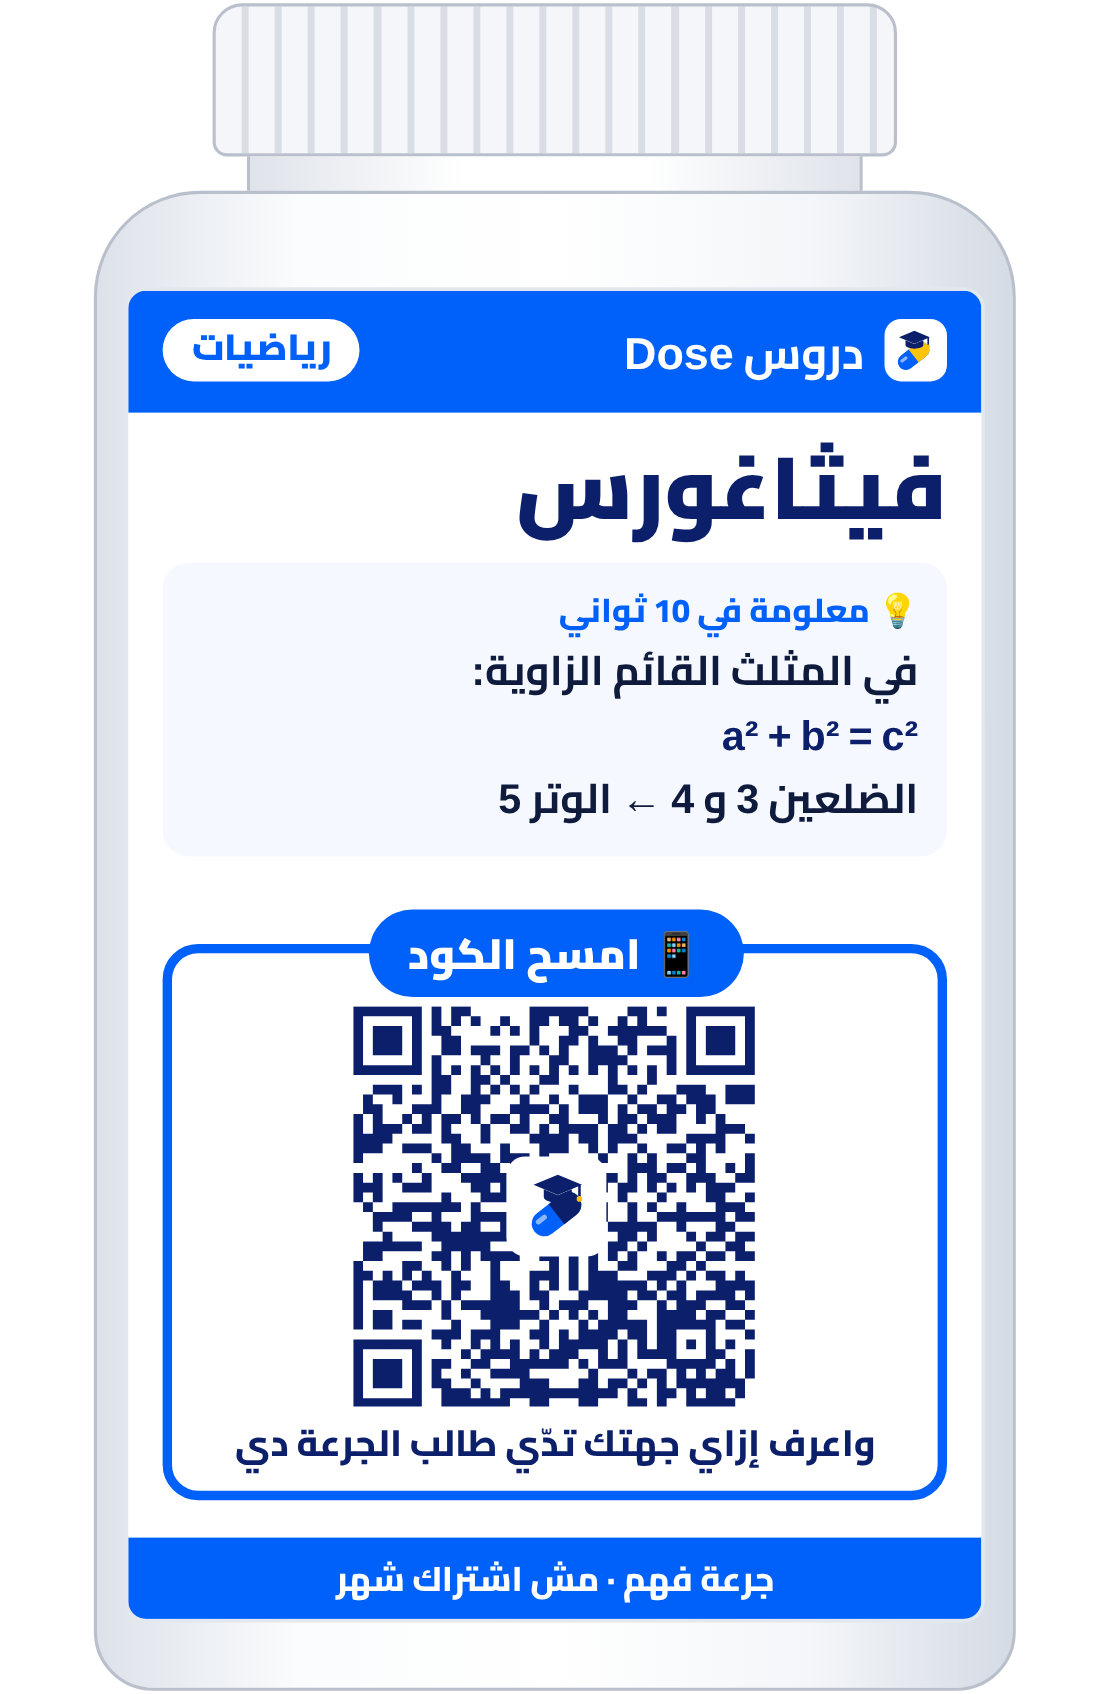 دروس Dose
رياضيات
فيثاغورس
💡 معلومة في 10 ثواني
في المثلث القائم الزاوية:
a² + b² = c²
الضلعين 3 و 4 ← الوتر 5
📱 امسح الكود
واعرف إزاي جهتك تدّي طالب الجرعة دي
جرعة فهم · مش اشتراك شهر